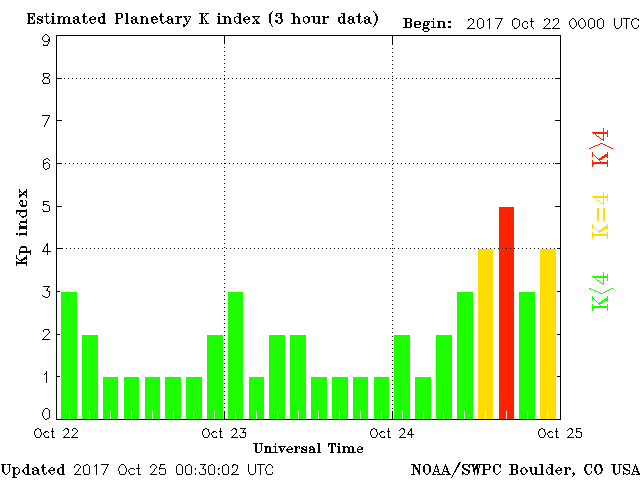 Estimated Planetary K index (3 hour data) Begin: 2017 Oct 22 0000 UTC
9
8
7
6
5
4
3
2
1
0
Kp index
K>4
K=4
K<4
Oct 22 Oct 23 Oct 24 Oct 25
Universal Time
Updated 2017 Oct 25 00:30:02 UTC NOAA/SWPC Boulder, CO USA